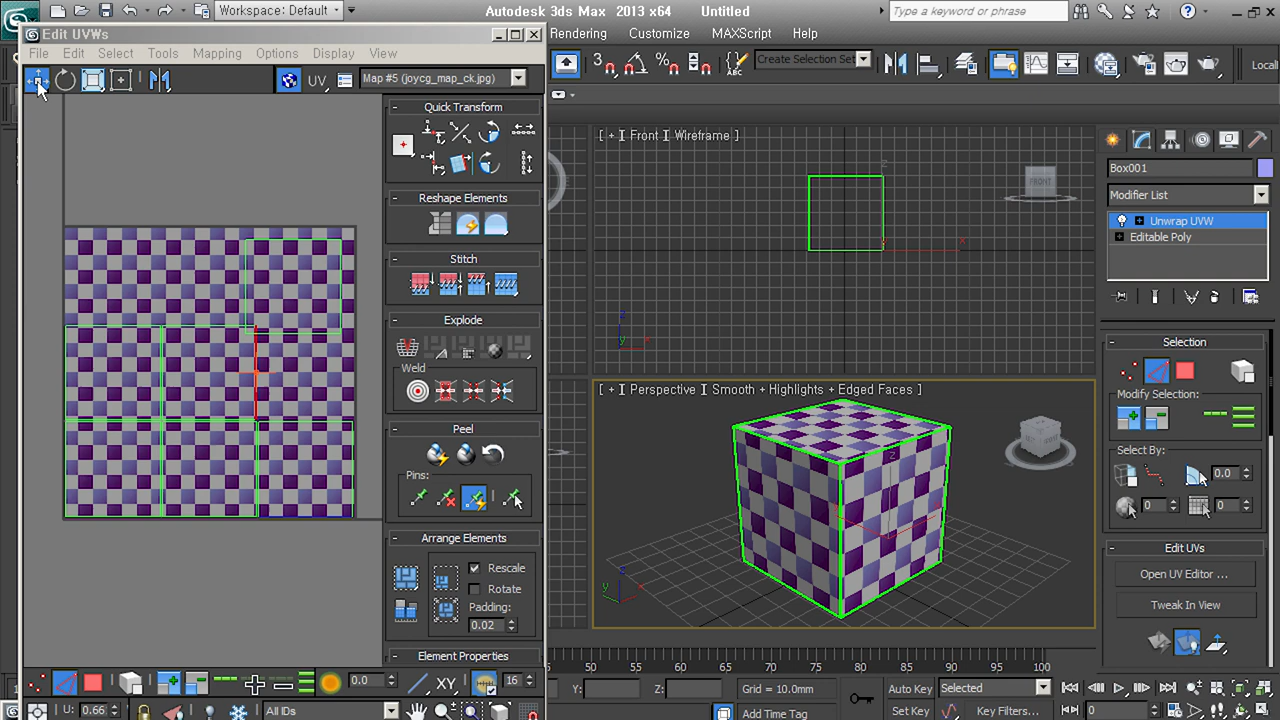 Workspace: Default
Autodesk 3ds Max 2013 x64
Untitled
Type a keyword or phrase
Edit UVWs
Rendering
Customize
MAXScript
Help
File
Edit
Select
Tools
Mapping
Options
Display
View
UV
Map #5 (joycg_map_ck.jpg)
Create Selection Set
Local
Quick Transform
Reshape Elements
Stitch
Explode
Weld
Peel
Pins:
Arrange Elements
Rescale
Rotate
Padding:
0.02
Element Properties
[ + ] Front ] Wireframe ]
FRONT
[ + ] Perspective ] Smooth + Highlights + Edged Faces ]
Box001
Modifier List
Unwrap UVW
Editable Poly
Selection
Modify Selection:
Select By:
0.0
0
0
Edit UVs
Open UV Editor ...
Tweak In View
0.0
XY
16
U: 0.66
All IDs
50 55 60 65 70 75 80 85 90 95 100
Y:
Z:
Grid = 10.0mm
Add Time Tag
Auto Key
Selected
Set Key
Key Filters...
0